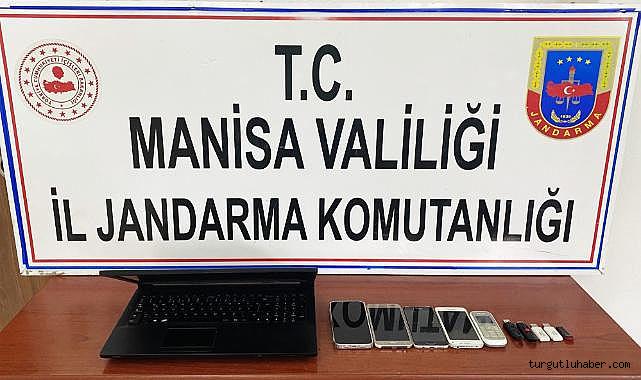 T.C.
MANİSA VALİLİĞİ
İL JANDARMA KOMUTANLIĞI
JANDARMA
turgutluhaber.com